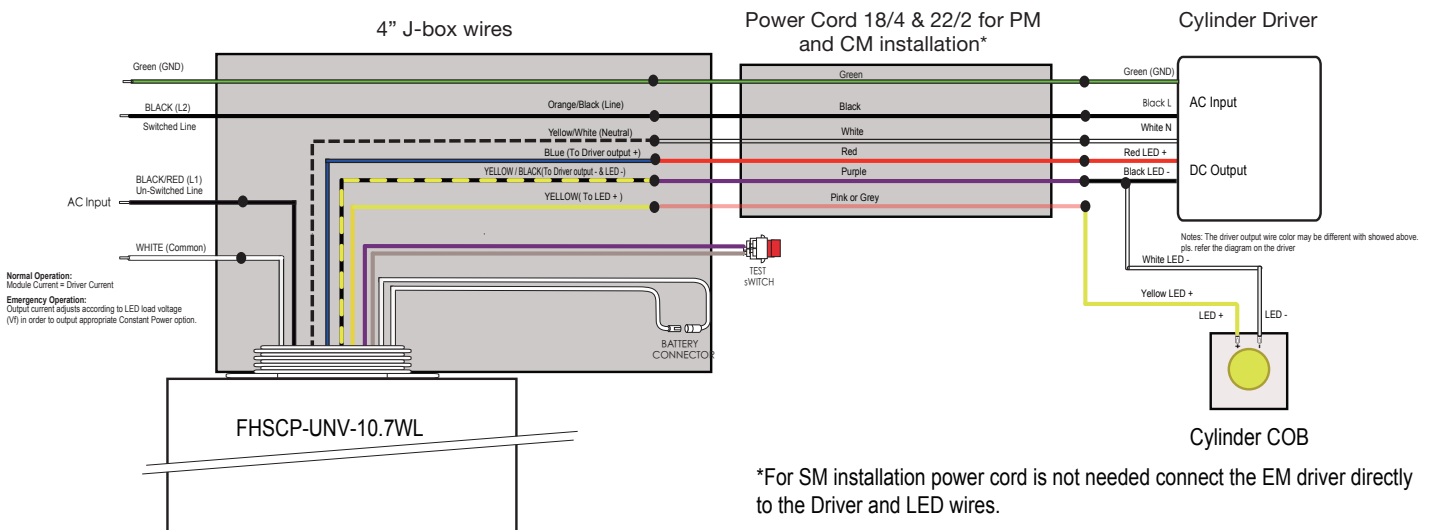 4” J-box wires
Power Cord 18/4 & 22/2 for PM
and CM installation*
Cylinder Driver
Green (GND)
Green
Green (GND)
BLACK (L2)
Switched Line
Orange/Black (Line)
Black
Black L
AC Input
Yellow/White (Neutral)
White
White N
BLue (To Driver output +)
Red
Red LED +
YELLOW / BLACK(To Driver output - & LED -)
Purple
Black LED -
DC Output
BLACK/RED (L1)
Un-Switched Line
AC Input
YELLOW( To LED + )
Pink or Grey
Notes: The driver output wire color may be different with showed above.
pls. refer the diagram on the driver
WHITE (Common)
TEST
sWITCH
White LED -
Normal Operation:
Module Current = Driver Current
Emergency Operation:
Output current adjusts according to LED load voltage
(Vf) in order to output appropriate Constant Power option.
Yellow LED +
LED +
LED -
BATTERY
CONNECTOR
+
-
FHSCP-UNV-10.7WL
Cylinder COB
*For SM installation power cord is not needed connect the EM driver directly
to the Driver and LED wires.